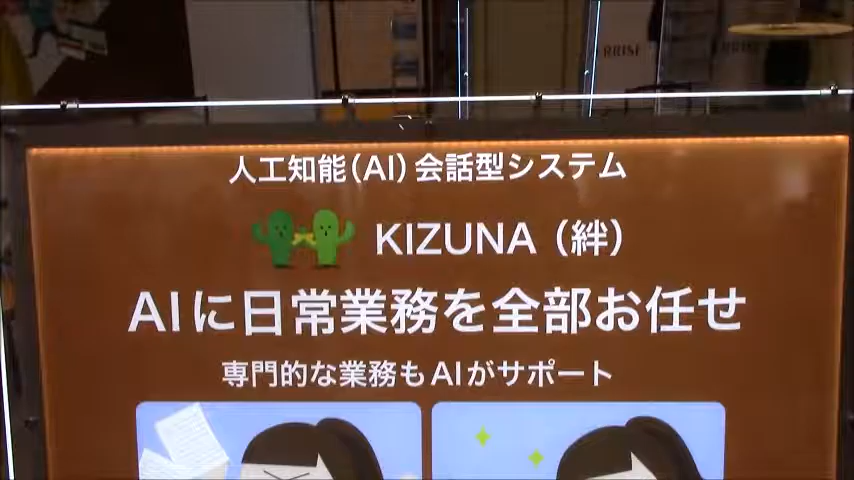 ERRISE
ERRISE
人工知能（AI）会話型システム
KIZUNA（絆）
AIに日常業務を全部お任せ
専門的な業務もAIがサポート